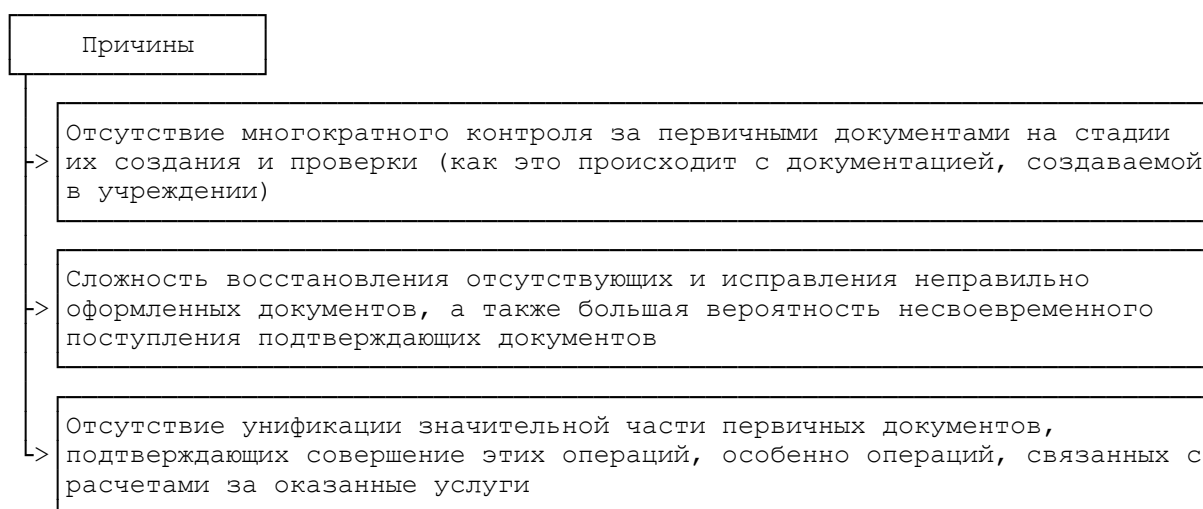 Причины
Отсутствие многократного контроля за первичными документами на стадии
их создания и проверки (как это происходит с документацией, создаваемой
в учреждении)
Сложность восстановления отсутствующих и исправления неправильно
оформленных документов, а также большая вероятность несвоевременного
поступления подтверждающих документов
Отсутствие унификации значительной части первичных документов,
подтверждающих совершение этих операций, особенно операций, связанных с
расчетами за оказанные услуги